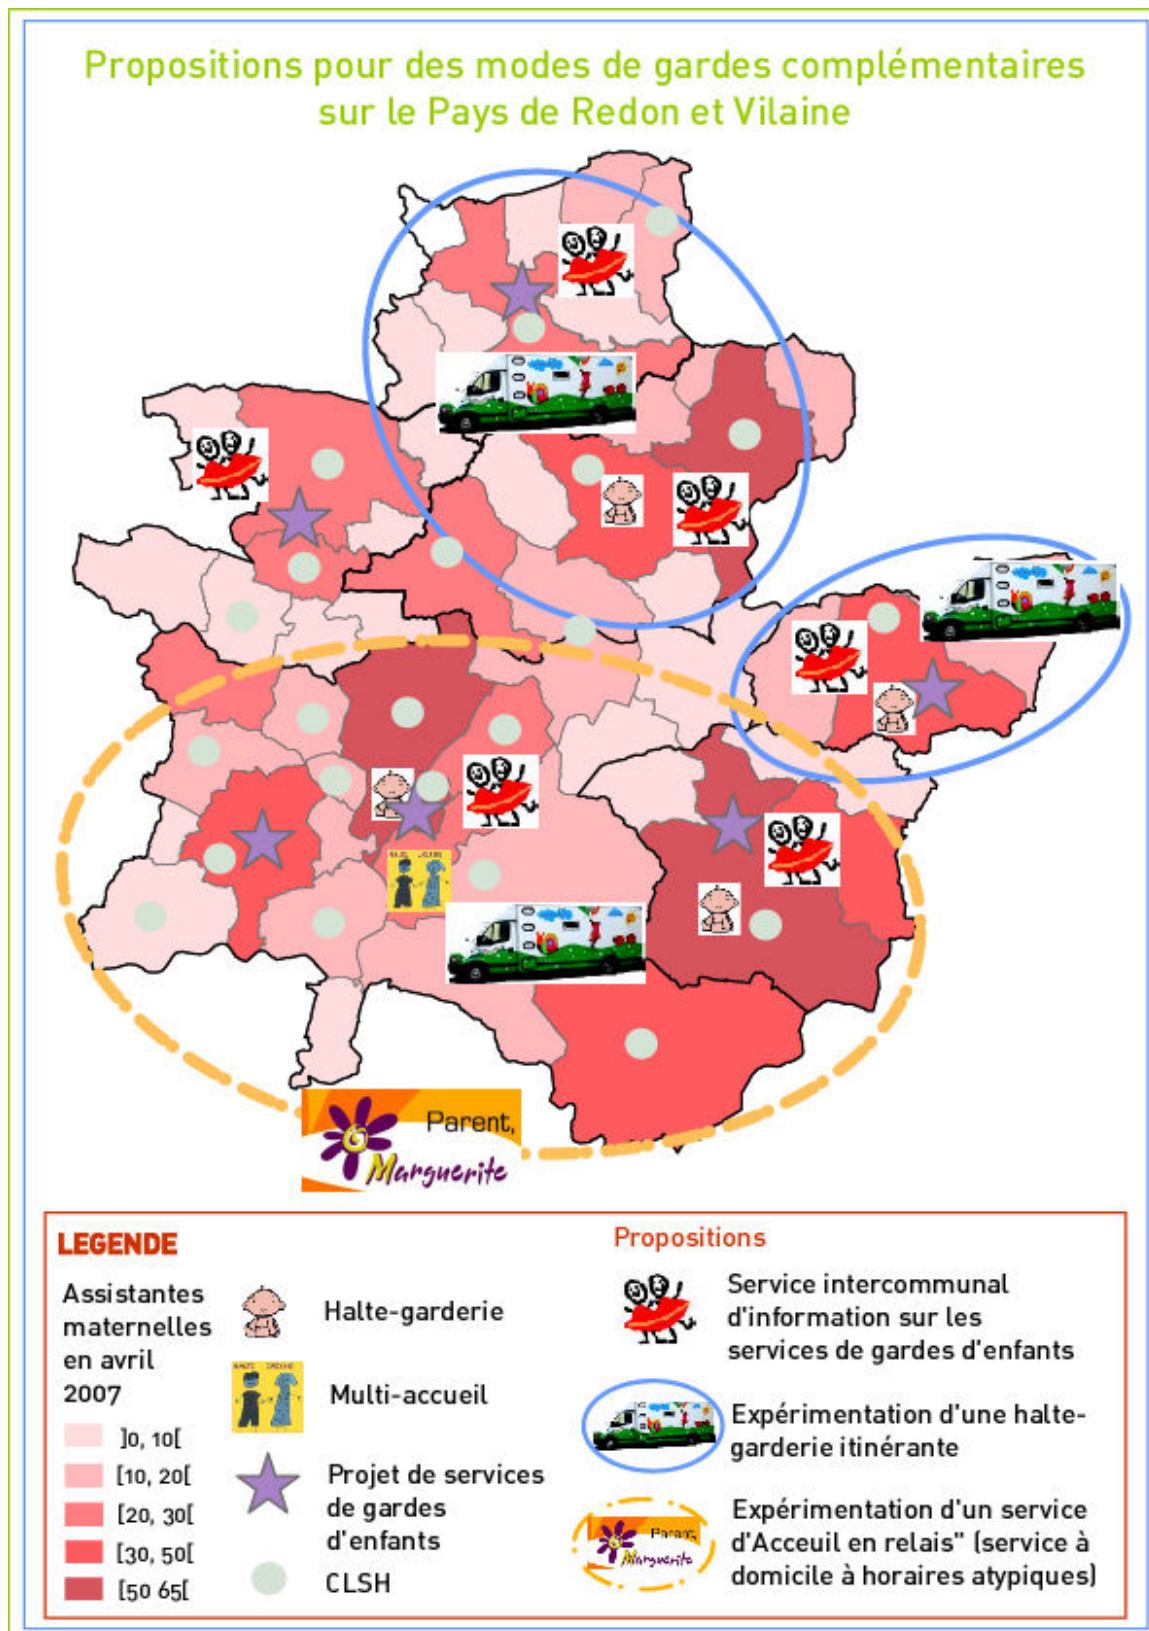 Propositions pour des modes de gardes complémentaires
sur le Pays de Redon et Vilaine
Parent,
Marguerite
LEGENDE
Assistantes
maternelles
en avril
2007
]0, 10[
[10, 20[
[20, 30[
[30, 50[
[50 65[
Halte-garderie
Multi-accueil
Projet de services
de gardes
d'enfants
CLSH
Propositions
Service intercommunal
d'information sur les
services de gardes d'enfants
Expérimentation d'une halte-
garderie itinérante
Parent,
Marguerite
Expérimentation d'un service
d'Acceuil en relais" (service à
domicile à horaires atypiques)